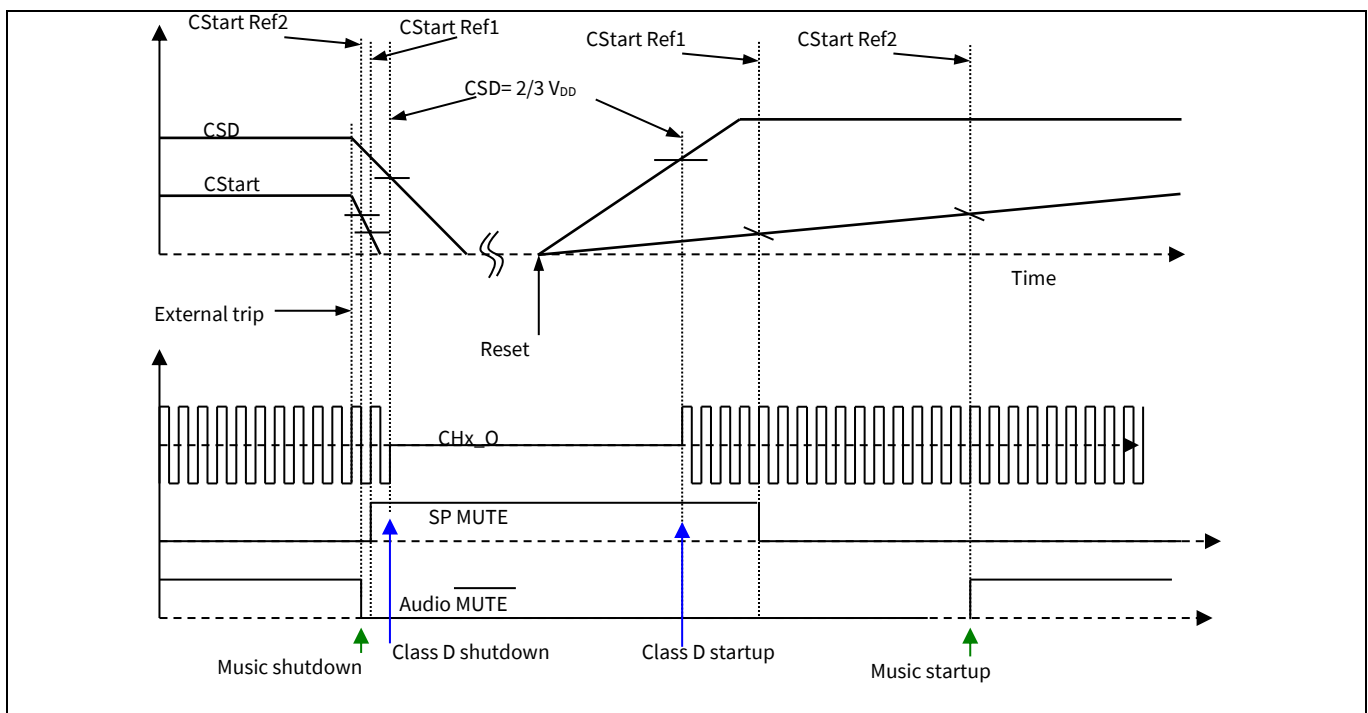 CStart Ref2
CStart Ref1
CStart Ref1
CStart Ref2
CSD= 2/3 VDD
CSD
CStart
Time
External trip
Reset
CHx_O
SP MUTE
Audio MUTE
Music shutdown
Class D shutdown
Class D startup
Music startup